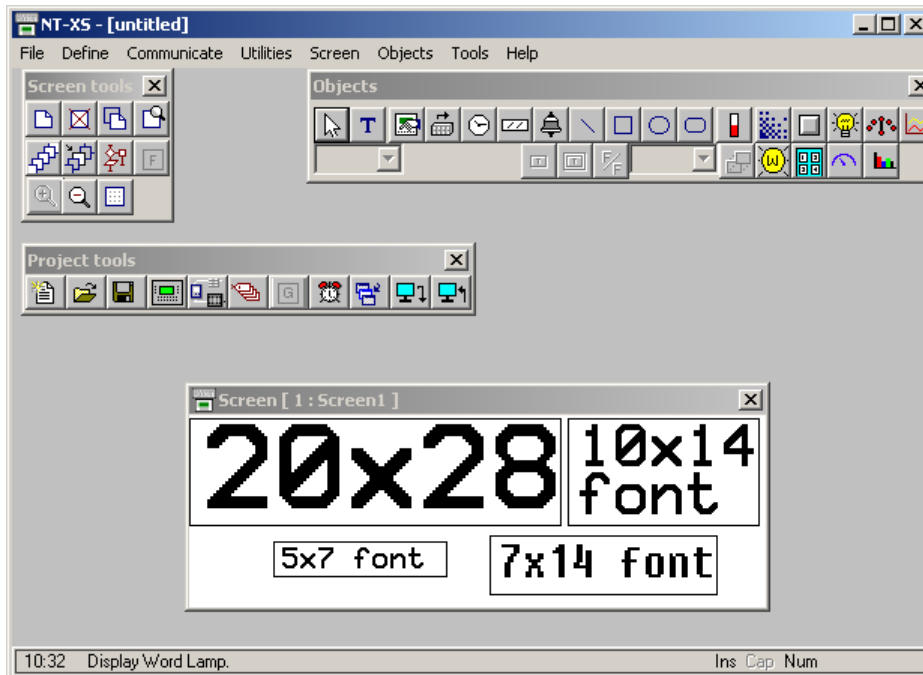 NT-XS - [untitled]
File Define Communicate Utilities Screen Objects Tools Help
Screen tools
Objects
T
F
F/F
W
Project tools
G
Screen [ 1 : Screen1 ]
20x28
10x14
font
5x7 font
7x14 font
10:32 Display Word Lamp.
Ins Cap Num